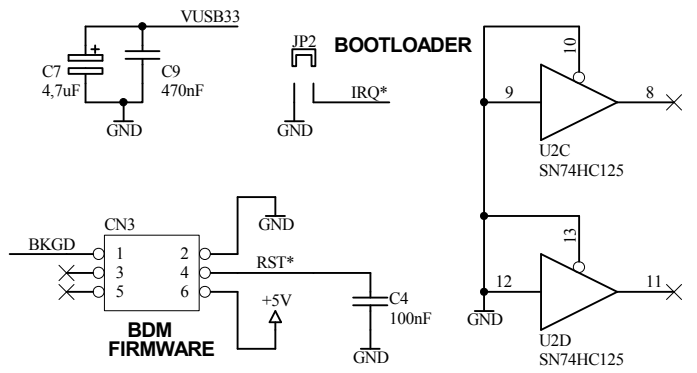 VUSB33
C7
4,7uF
C9
470nF
GND
JP2
BOOTLOADER
IRQ*
GND
10
9
8
U2C
SN74HC125
CN3
BKGD
1 2
3 4
5 6
GND
RST*
+5V
C4
100nF
GND
BDM
FIRMWARE
13
12
11
GND
U2D
SN74HC125